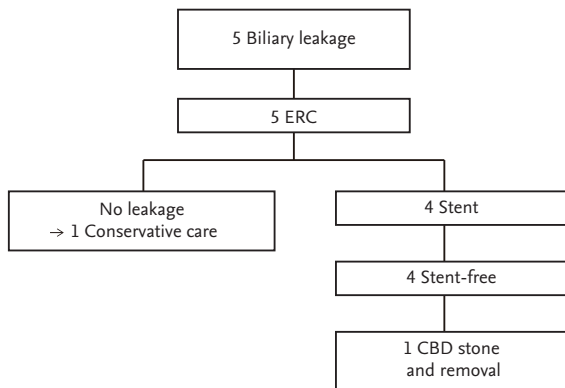 5 Biliary leakage
5 ERC
No leakage
→ 1 Conservative care
4 Stent
4 Stent-free
1 CBD stone
and removal